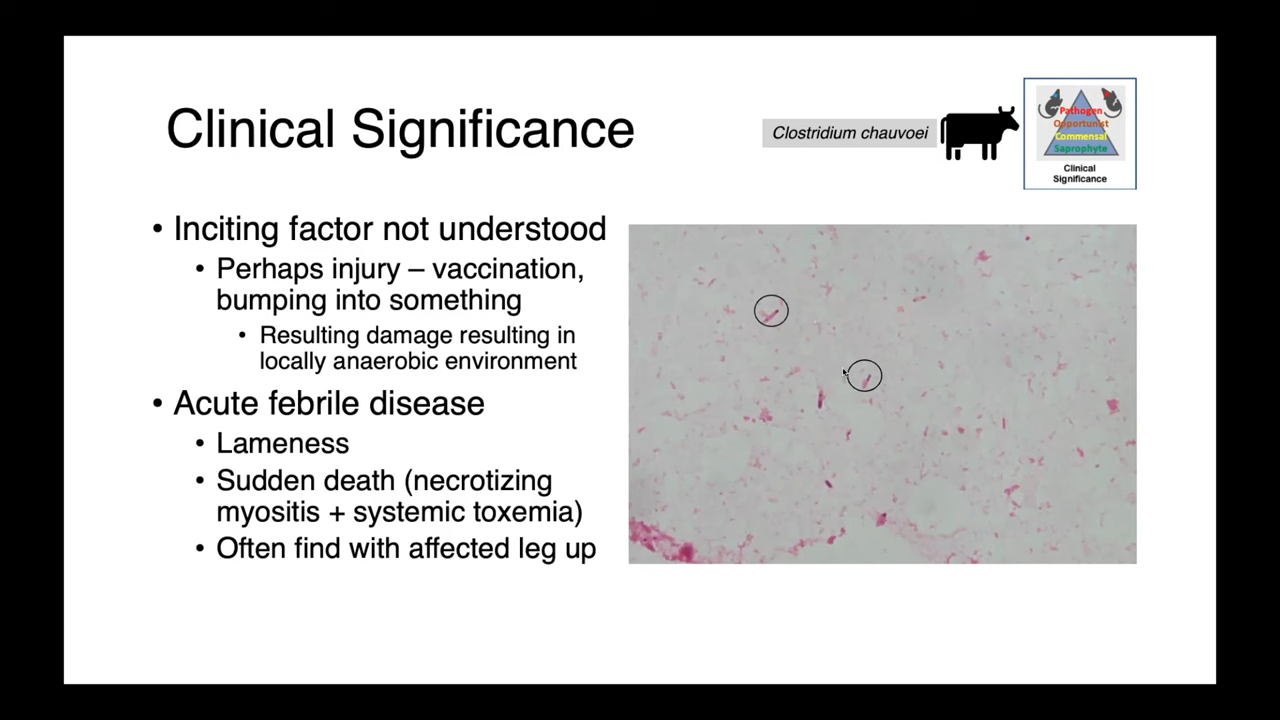 Clinical Significance
Clostridium chauvoei
Pathogen
Opportunist
Commensal
Saprophyte
Clinical
Significance
• Inciting factor not understood
• Perhaps injury – vaccination,
bumping into something
• Resulting damage resulting in
locally anaerobic environment
• Acute febrile disease
• Lameness
• Sudden death (necrotizing
myositis + systemic toxemia)
• Often find with affected leg up